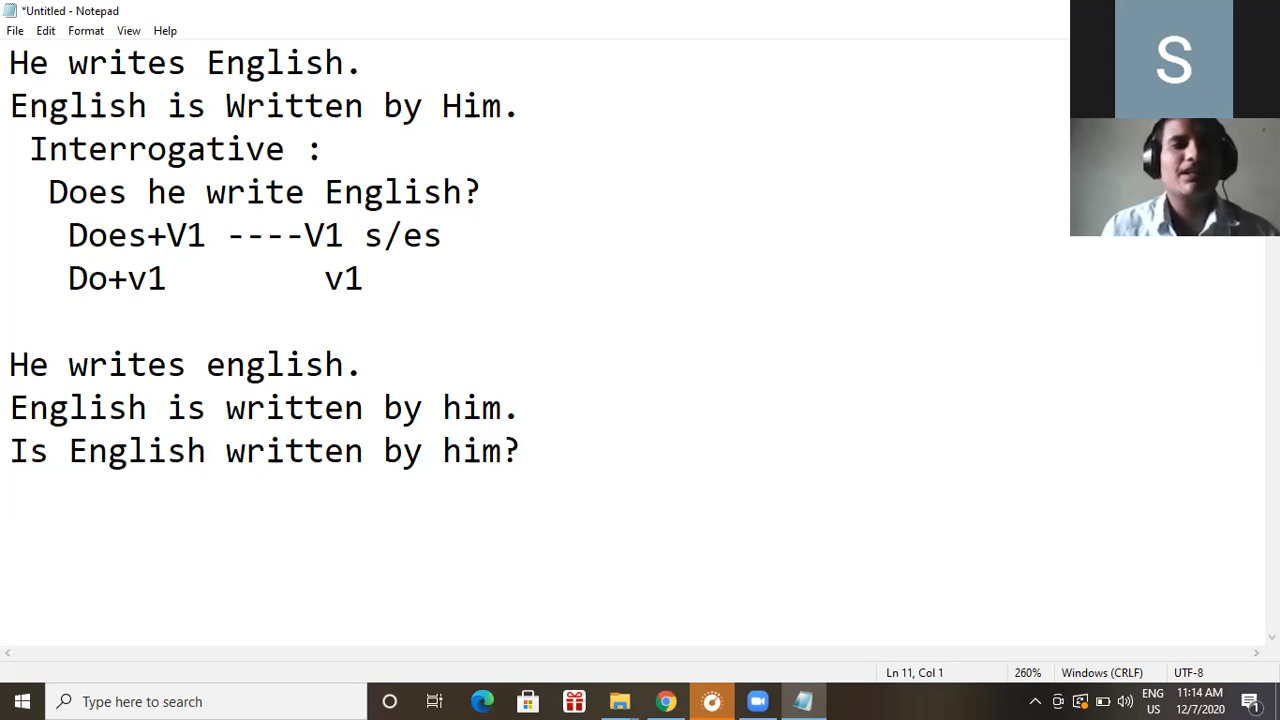 *Untitled - Notepad
File Edit Format View Help
He writes English.
English is Written by Him.
Interrogative :
Does he write English?
Does+V1 ----V1 s/es
Do+v1 v1
He writes english.
English is written by him.
Is English written by him?
S
Ln 11, Col 1 260% Windows (CRLF) UTF-8
Type here to search
ENG 11:14 AM
US 12/7/2020
1